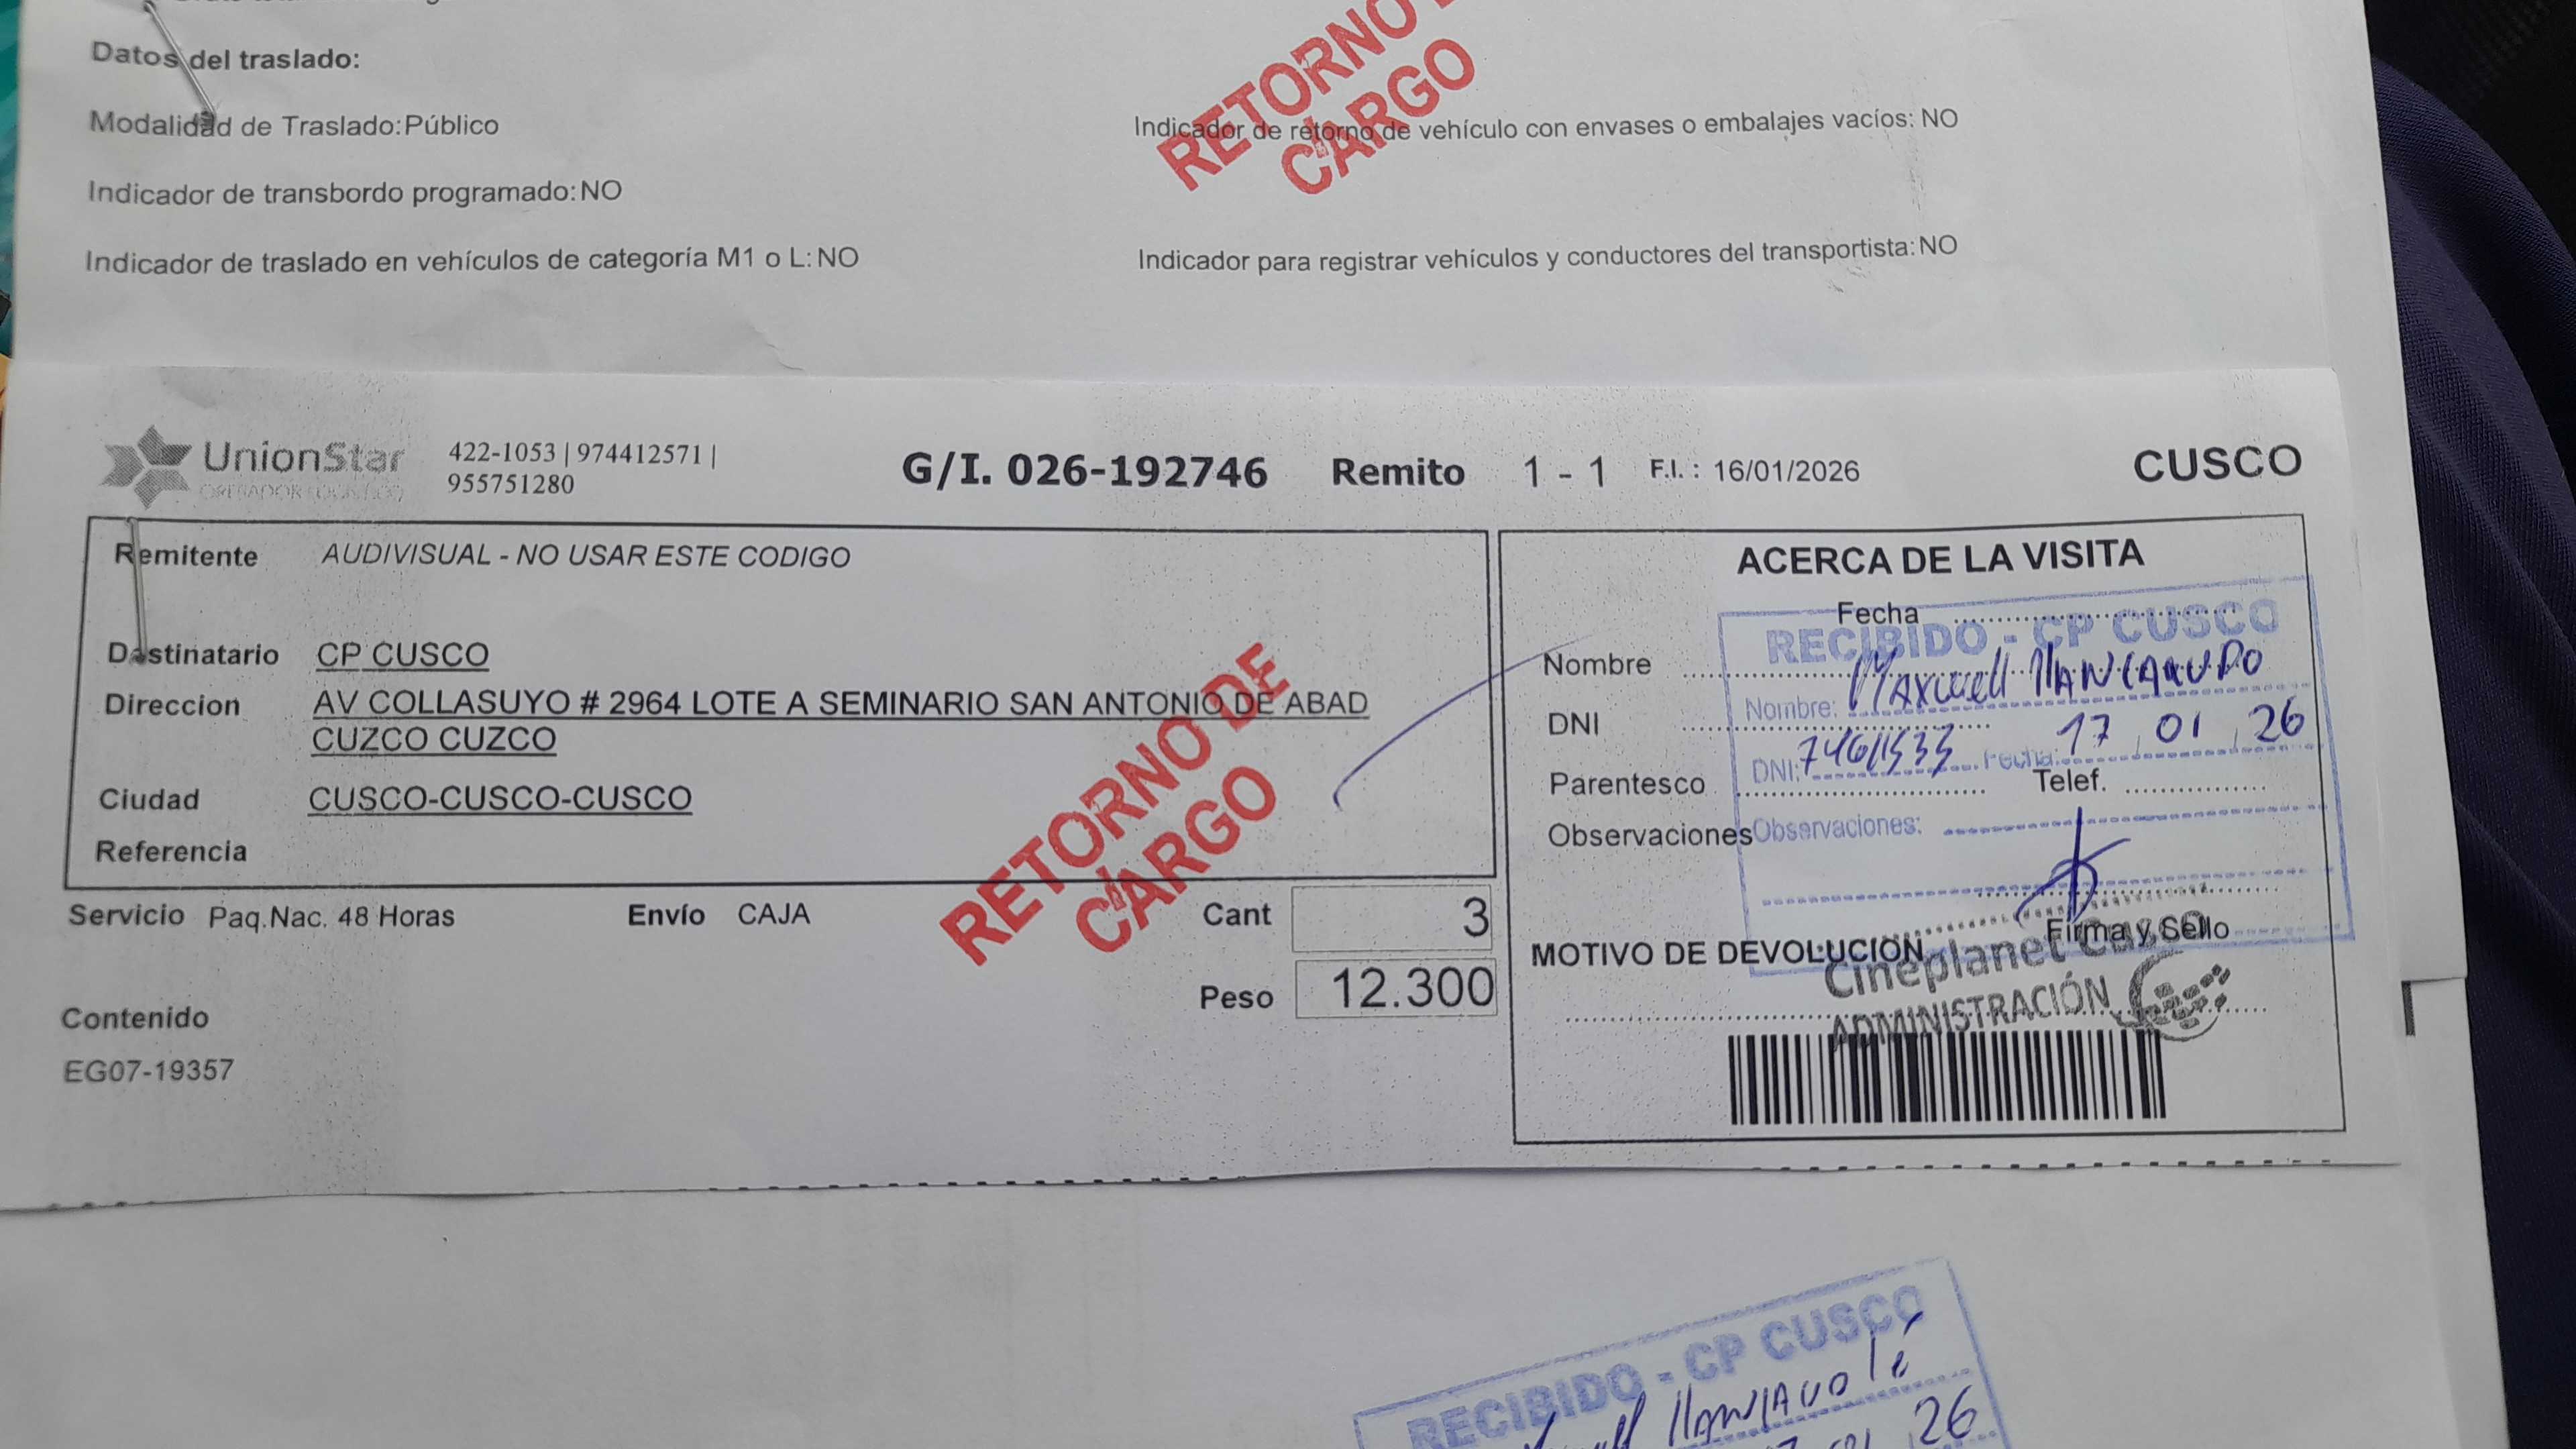 Datos del traslado:
Modalidad de Traslado:Público
Indicador de retorno de vehículo con envases o embalajes vacíos: NO
Indicador de transbordo programado: NO
Indicador de traslado en vehículos de categoría M1 o L: NO
Indicador para registrar vehículos y conductores del transportista: NO
RETORNO
CARGO
UnionStar
OPERADOR LOGISTICO
422-1053 | 974412571 |
955751280
G/I. 026-192746 Remito 1 - 1 F.I. : 16/01/2026 CUSCO
Remitente AUDIVISUAL - NO USAR ESTE CODIGO
Destinatario CP CUSCO
Direccion AV COLLASUYO # 2964 LOTE A SEMINARIO SAN ANTONIO DE ABAD
CUZCO CUZCO
Ciudad CUSCO-CUSCO-CUSCO
Referencia
Servicio Paq.Nac. 48 Horas Envío CAJA Cant 3
Peso 12.300
Contenido
EG07-19357
RETORNO DE
CARGO
ACERCA DE LA VISITA
Fecha
Nombre
DNI
Parentesco Telef.
Observaciones
Firma y Sello
MOTIVO DE DEVOLUCION
RECIBIDO - CP CUSCO
Nombre: Maxwell
DNI: Fecha: 17 01 26
Observaciones:
Cineplanet Cusco
ADMINISTRACIÓN
RECIBIDO - CP CUSCO
26